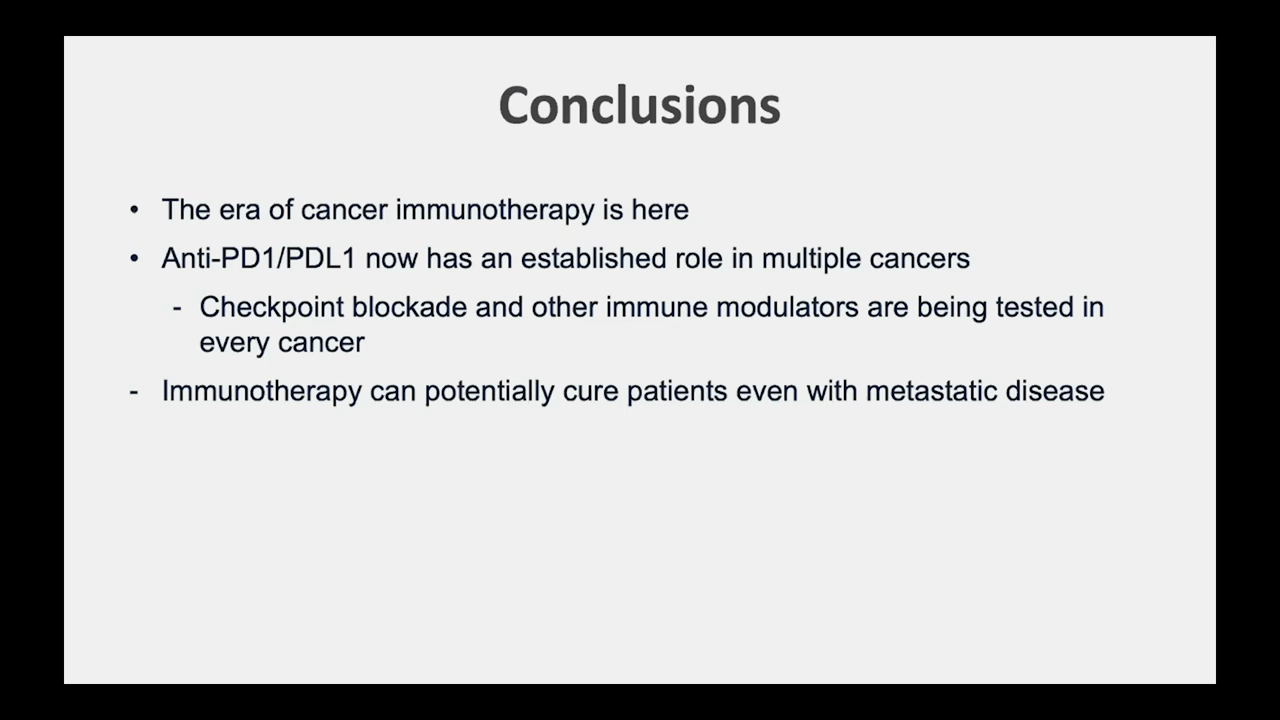 Conclusions
• The era of cancer immunotherapy is here
• Anti-PD1/PDL1 now has an established role in multiple cancers
- Checkpoint blockade and other immune modulators are being tested in
every cancer
- Immunotherapy can potentially cure patients even with metastatic disease